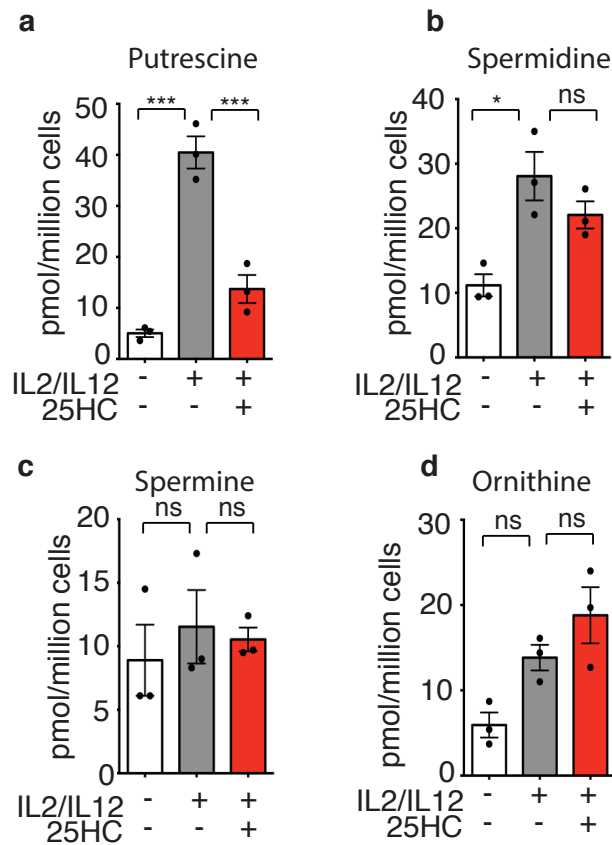 a
Putrescine
*** ***
pmol/million cells
50
40
30
20
10
0
IL2/IL12 - + +
25HC - - +
b
Spermidine
* ns
pmol/million cells
40
30
20
10
0
IL2/IL12 - + +
25HC - - +
c
Spermine
ns ns
pmol/million cells
20
15
10
5
0
IL2/IL12 - + +
25HC - - +
d
Ornithine
ns ns
pmol/million cells
30
20
10
0
IL2/IL12 - + +
25HC - - +